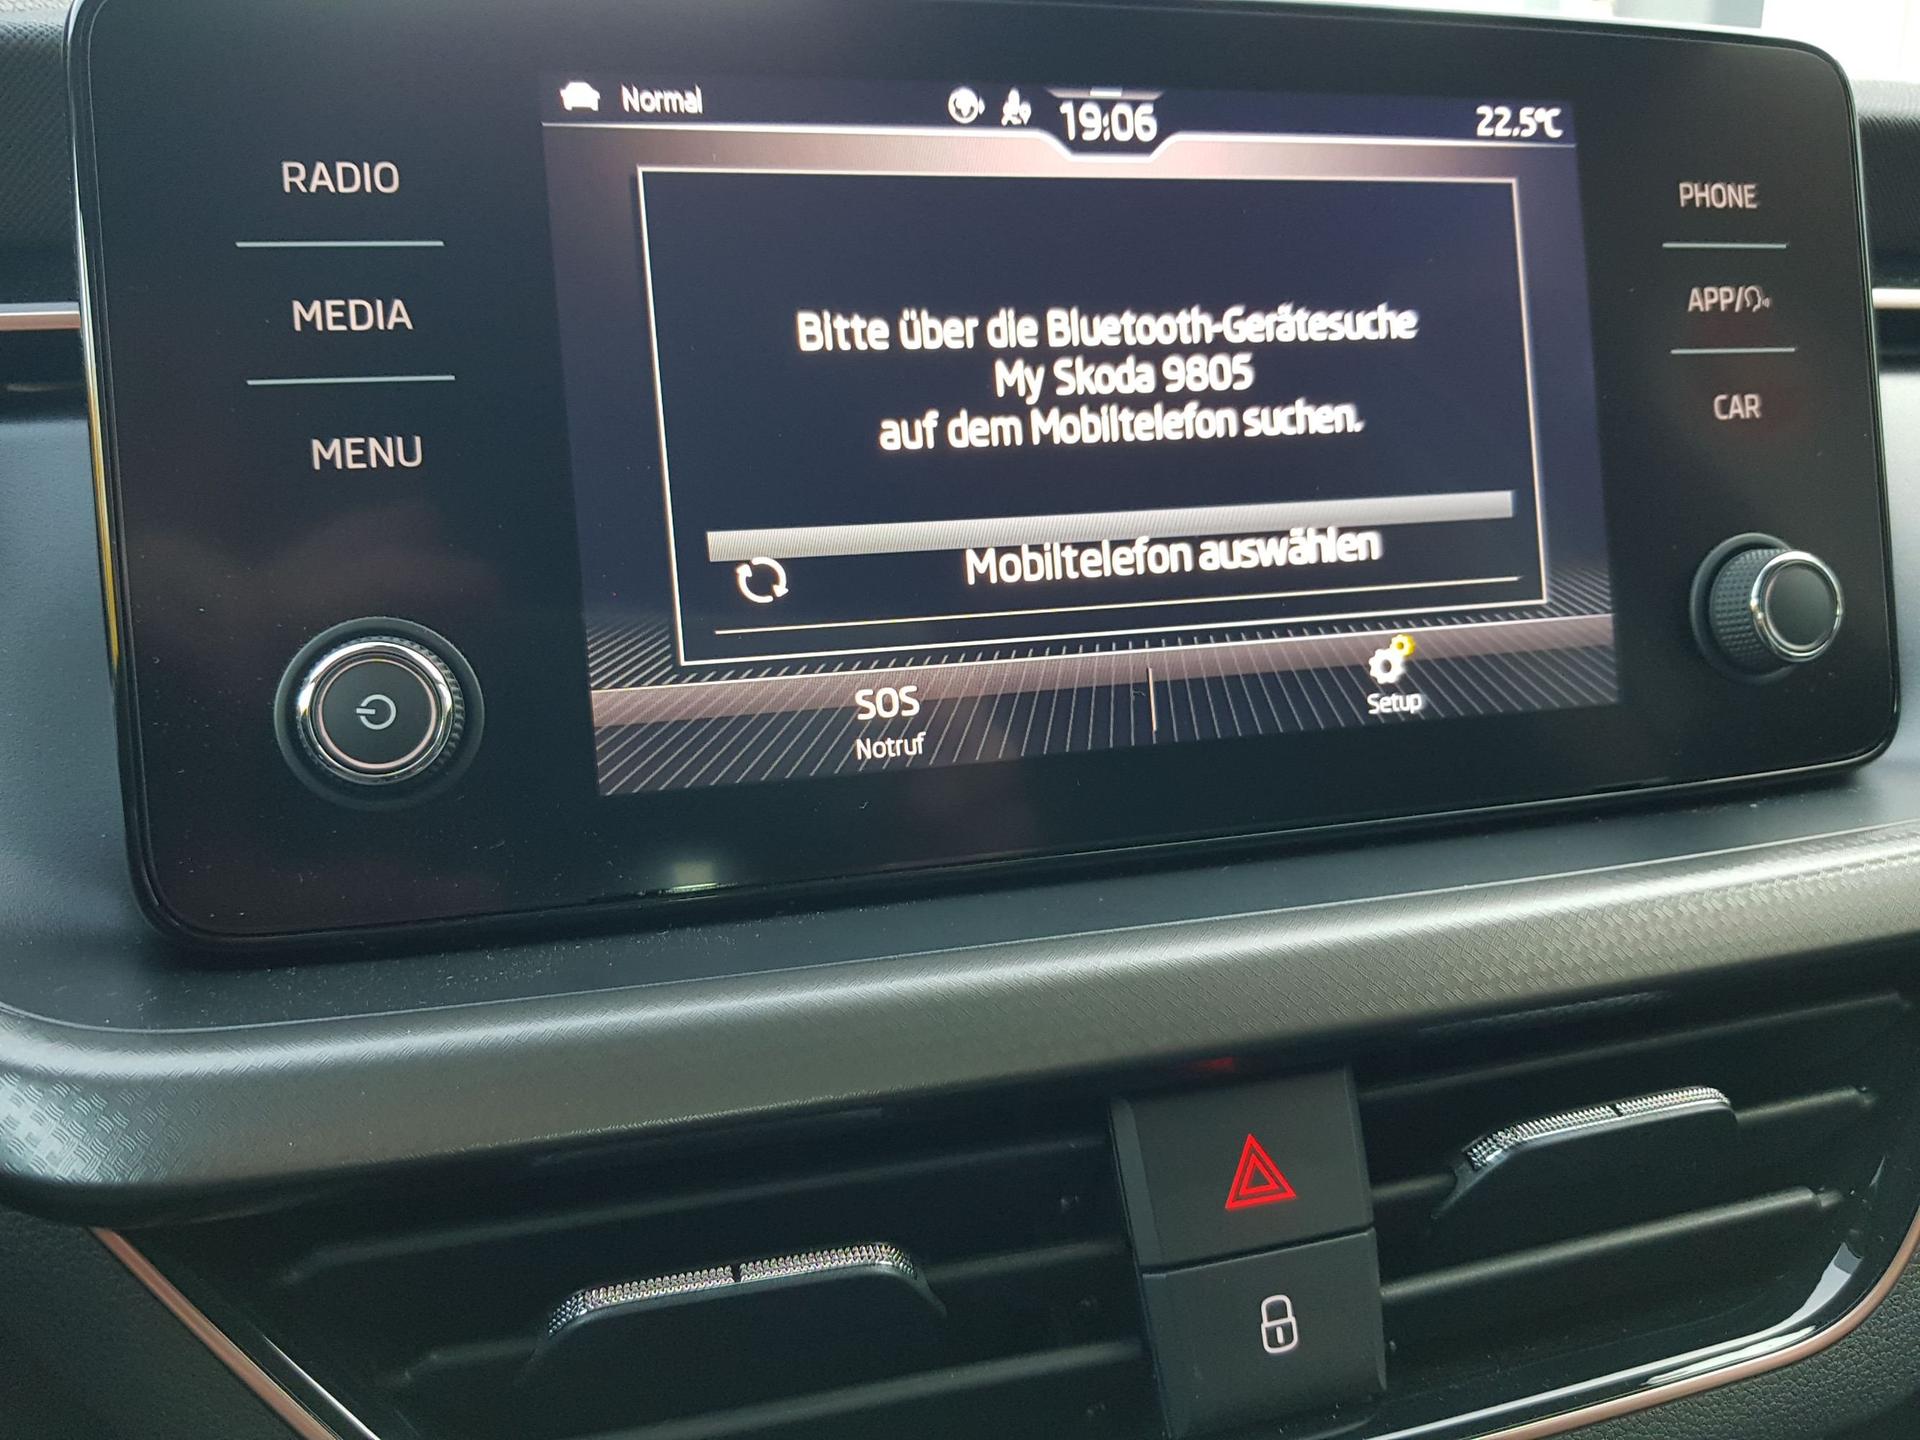 Normal
19:06
22.5°C
RADIO
MEDIA
MENU
Bitte über die Bluetooth-Gerätesuche
My Skoda 9805
auf dem Mobiltelefon suchen.
Mobiltelefon auswählen
SOS
Notruf
Setup
PHONE
APP/
CAR